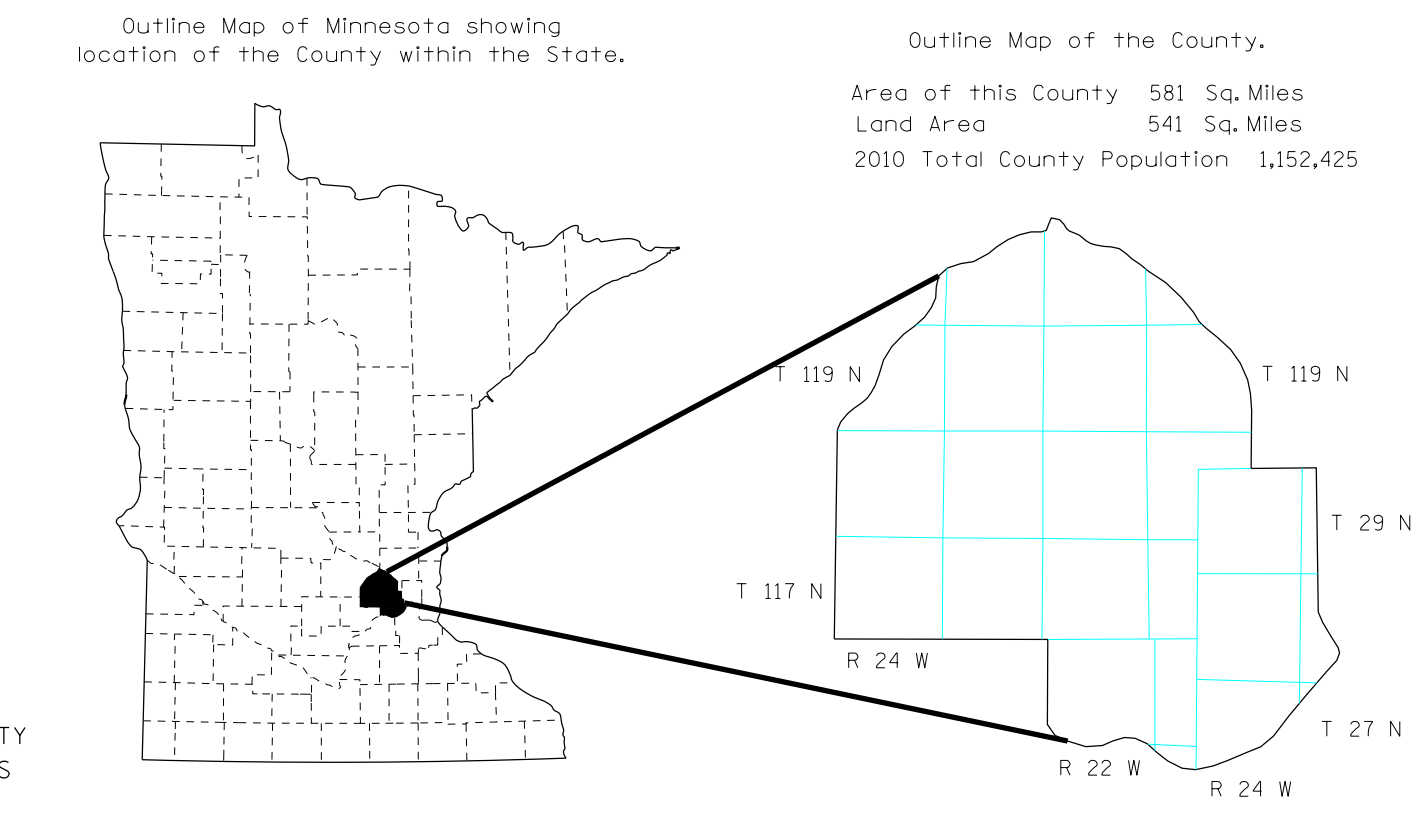 Outline Map of Minnesota showing
location of the County within the State.
Outline Map of the County.
Area of this County 581 Sq. Miles
Land Area 541 Sq. Miles
2010 Total County Population 1,152,425
T 119 N
T 119 N
T 29 N
T 117 N
R 24 W
T 27 N
R 22 W
R 24 W
TY
S